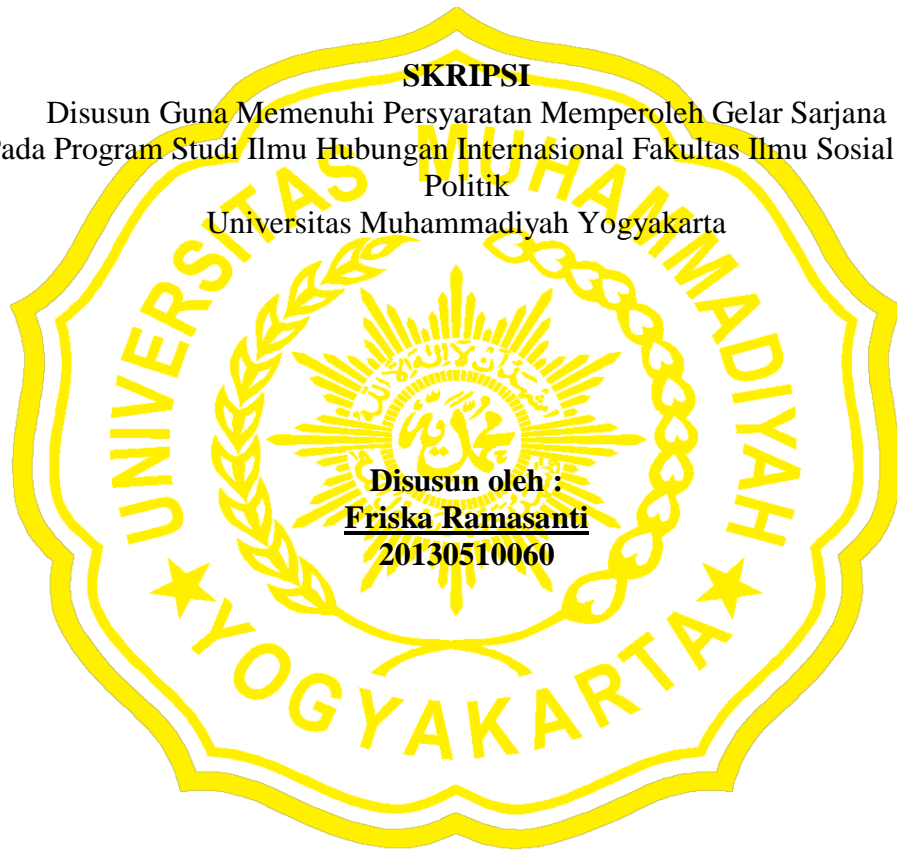 SKRIPSI
Disusun Guna Memenuhi Persyaratan Memperoleh Gelar Sarjana
Pada Program Studi Ilmu Hubungan Internasional Fakultas Ilmu Sosial
Politik
Universitas Muhammadiyah Yogyakarta
UNIVERSITAS MUHAMMADIYAH
Disusun oleh :
Friska Ramasanti
20130510060
YOGYAKARTA